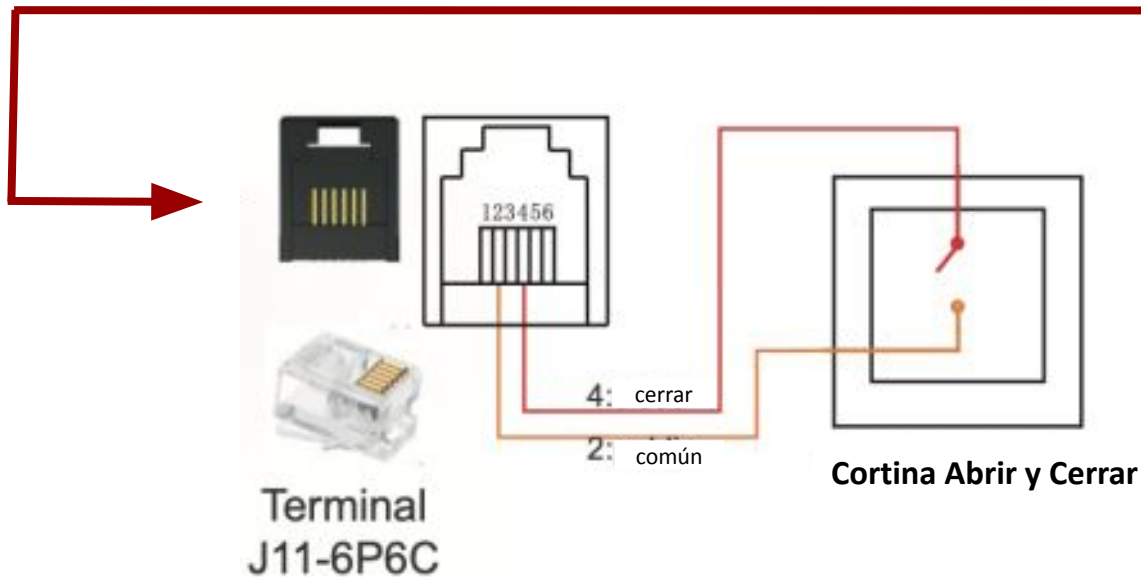 123456
4: cerrar
2: común
Cortina Abrir y Cerrar
Terminal
J11-6P6C